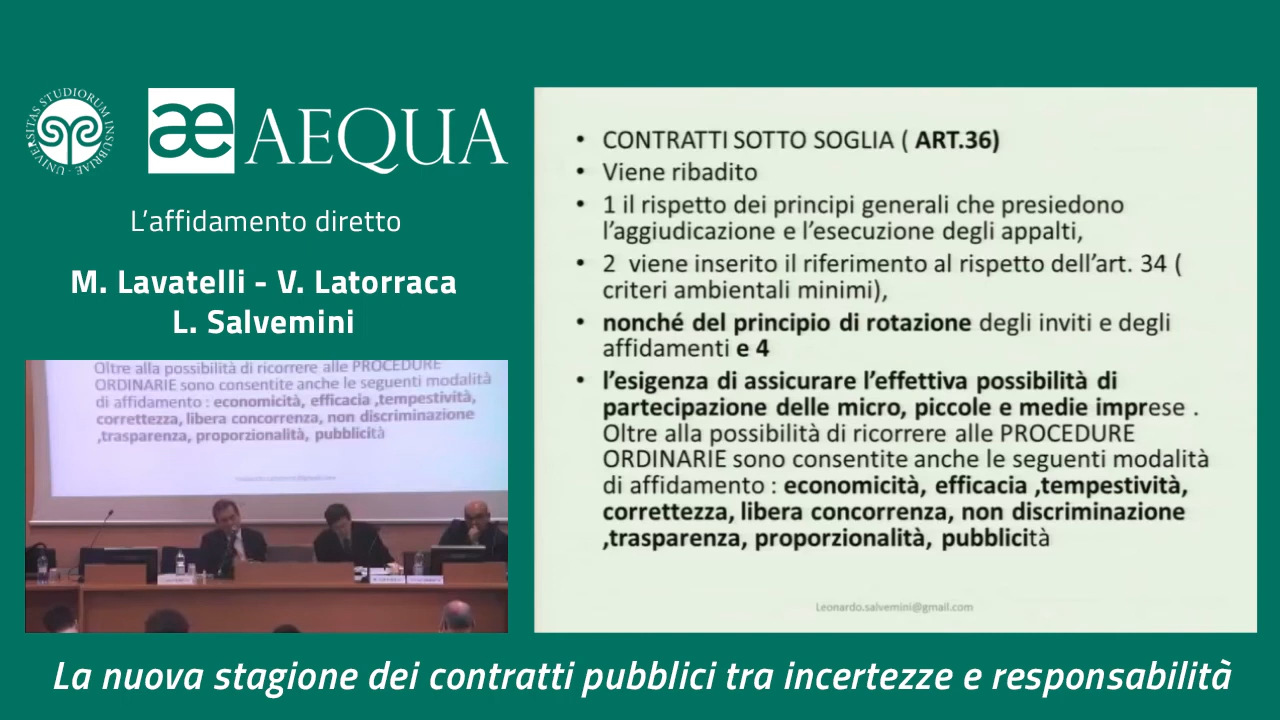 UNIVERSITAS STUDIORUM INSUBRIAE
æ AEQUA
L'affidamento diretto
M. Lavatelli - V. Latorraca
L. Salvemini
Oltre alla possibilità di ricorrere alle PROCEDURE
ORDINARIE sono consentite anche le seguenti modalità
di affidamento : economicità, efficacia ,tempestività,
correttezza, libera concorrenza, non discriminazione
,trasparenza, proporzionalità, pubblicità
• CONTRATTI SOTTO SOGLIA ( ART.36)
• Viene ribadito
• 1 il rispetto dei principi generali che presiedono
l'aggiudicazione e l'esecuzione degli appalti,
• 2 viene inserito il riferimento al rispetto dell'art. 34 (
criteri ambientali minimi),
• nonché del principio di rotazione degli inviti e degli
affidamenti e 4
• l'esigenza di assicurare l'effettiva possibilità di
partecipazione delle micro, piccole e medie imprese .
Oltre alla possibilità di ricorrere alle PROCEDURE
ORDINARIE sono consentite anche le seguenti modalità
di affidamento : economicità, efficacia ,tempestività,
correttezza, libera concorrenza, non discriminazione
,trasparenza, proporzionalità, pubblicità
Leonardo.salvemini@gmail.com
La nuova stagione dei contratti pubblici tra incertezze e responsabilità